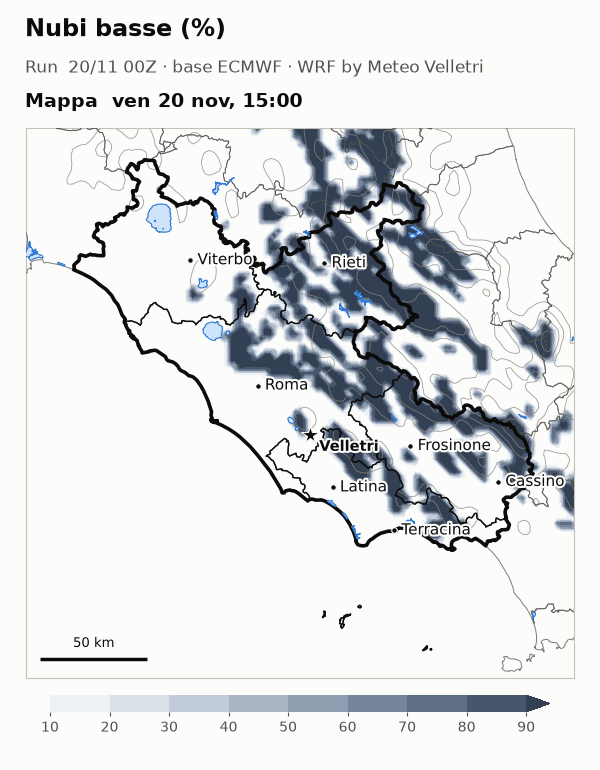 Nubi basse (%)
Run  20/11 00Z · base ECMWF · WRF by Meteo Velletri
Mappa  ven 20 nov, 15:00
Viterbo
Rieti
Roma
Velletri
Frosinone
Cassino
Latina
Terracina
50 km
10 20 30 40 50 60 70 80 90